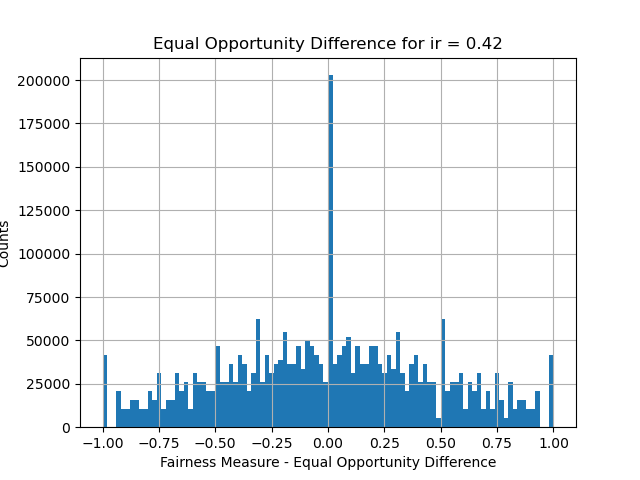 Equal Opportunity Difference for ir = 0.42
200000
175000
150000
125000
100000
75000
50000
25000
0
Counts
−1.00 −0.75 −0.50 −0.25 0.00 0.25 0.50 0.75 1.00
Fairness Measure - Equal Opportunity Difference